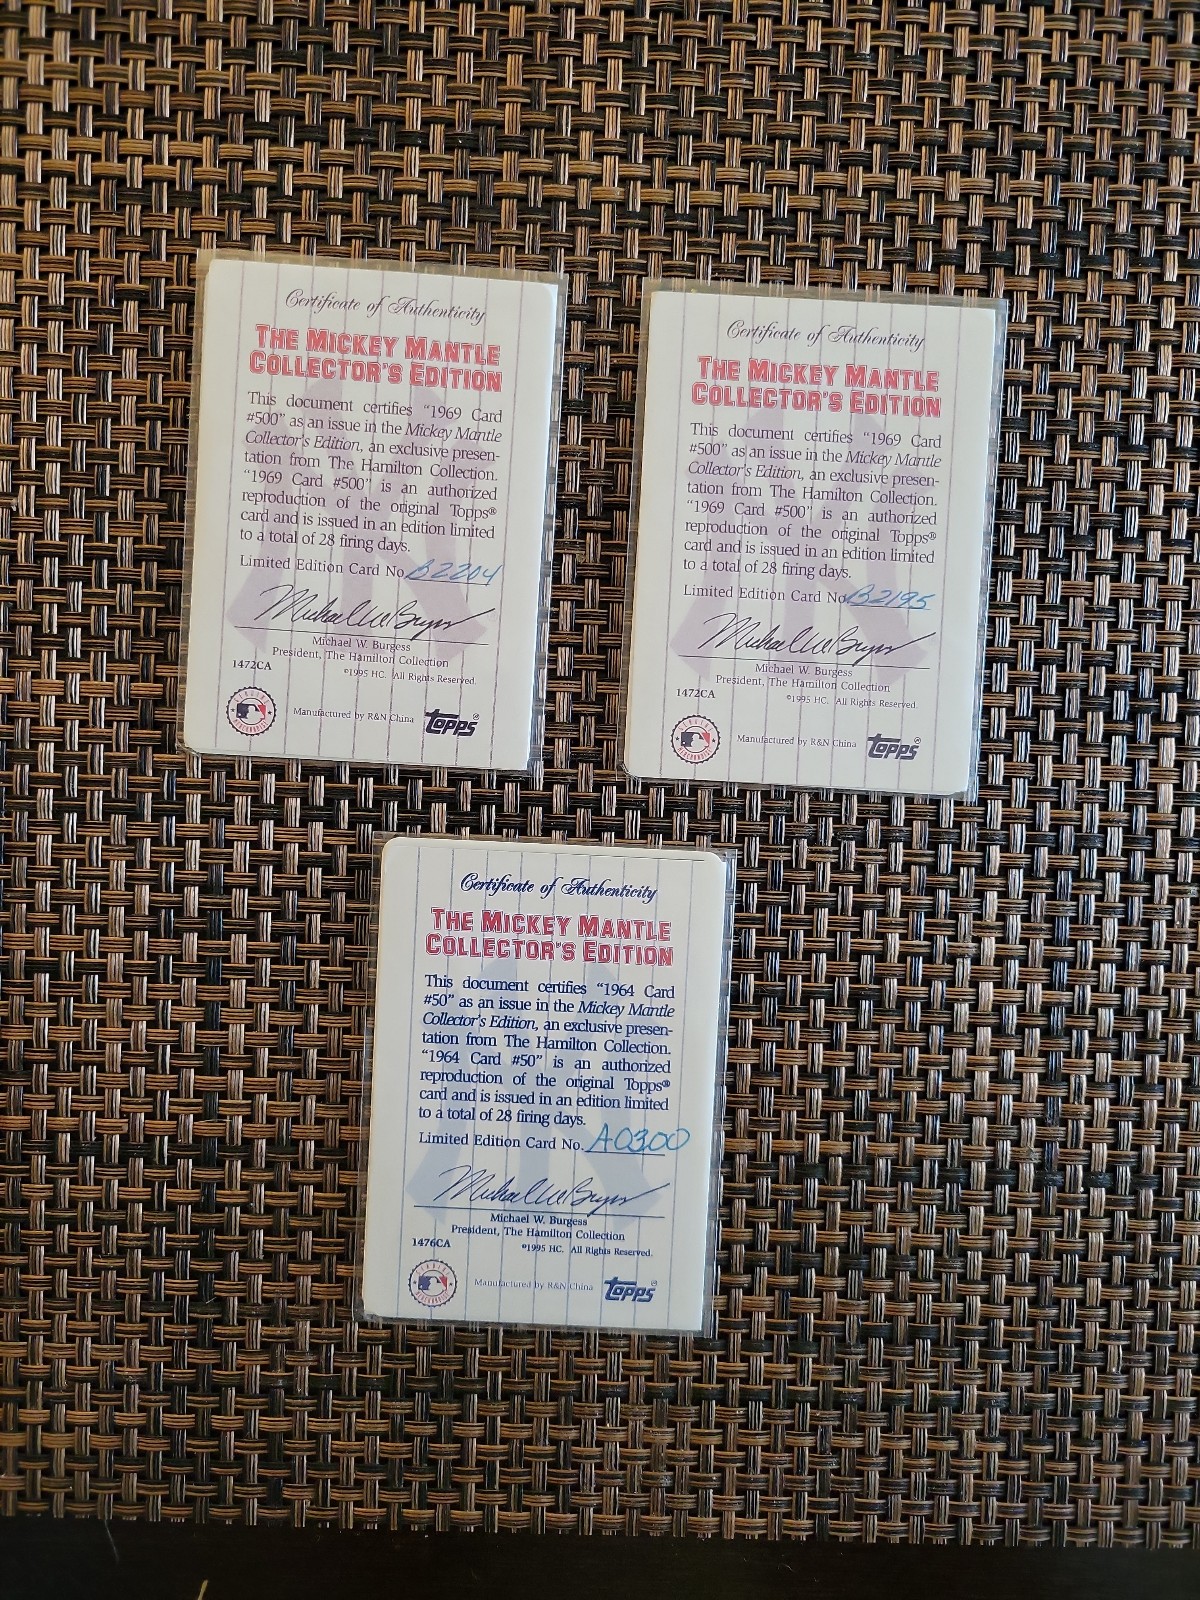 Certificate of Authenticity
THE MICKEY MANTLE
COLLECTOR'S EDITION
This document certifies "1969 Card
#500" as an issue in the Mickey Mantle
Collector's Edition, an exclusive presen-
tation from The Hamilton Collection.
"1969 Card #500" is an authorized
reproduction of the original Topps®
card and is issued in an edition limited
to a total of 28 firing days.
Limited Edition Card No. B2204
Michael W. Burgess
Michael W. Burgess
President, The Hamilton Collection
1472CA
©1995 HC. All Rights Reserved.
Manufactured by R&N China
Topps®
Certificate of Authenticity
THE MICKEY MANTLE
COLLECTOR'S EDITION
This document certifies "1969 Card
#500" as an issue in the Mickey Mantle
Collector's Edition, an exclusive presen-
tation from The Hamilton Collection.
"1969 Card #500" is an authorized
reproduction of the original Topps®
card and is issued in an edition limited
to a total of 28 firing days.
Limited Edition Card No. B2195
Michael W. Burgess
Michael W. Burgess
President, The Hamilton Collection
1472CA
©1995 HC. All Rights Reserved.
Manufactured by R&N China
Topps®
Certificate of Authenticity
THE MICKEY MANTLE
COLLECTOR'S EDITION
This document certifies "1964 Card
#50" as an issue in the Mickey Mantle
Collector's Edition, an exclusive presen-
tation from The Hamilton Collection.
"1964 Card #50" is an authorized
reproduction of the original Topps®
card and is issued in an edition limited
to a total of 28 firing days.
Limited Edition Card No. A0300
Michael W. Burgess
Michael W. Burgess
President, The Hamilton Collection
1476CA
©1995 HC. All Rights Reserved.
Manufactured by R&N China
Topps®